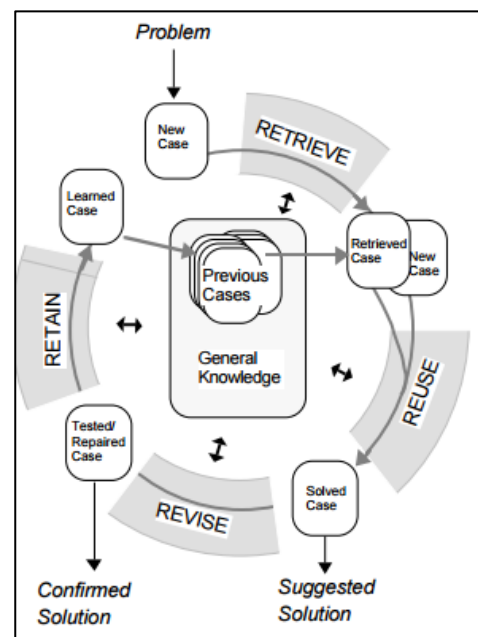 Problem
New
Case
RETRIEVE
Learned
Case
Retrieved
Case
New
Case
Previous
Cases
General
Knowledge
RETAIN
REUSE
Tested/
Repaired
Case
REVISE
Solved
Case
Confirmed
Solution
Suggested
Solution